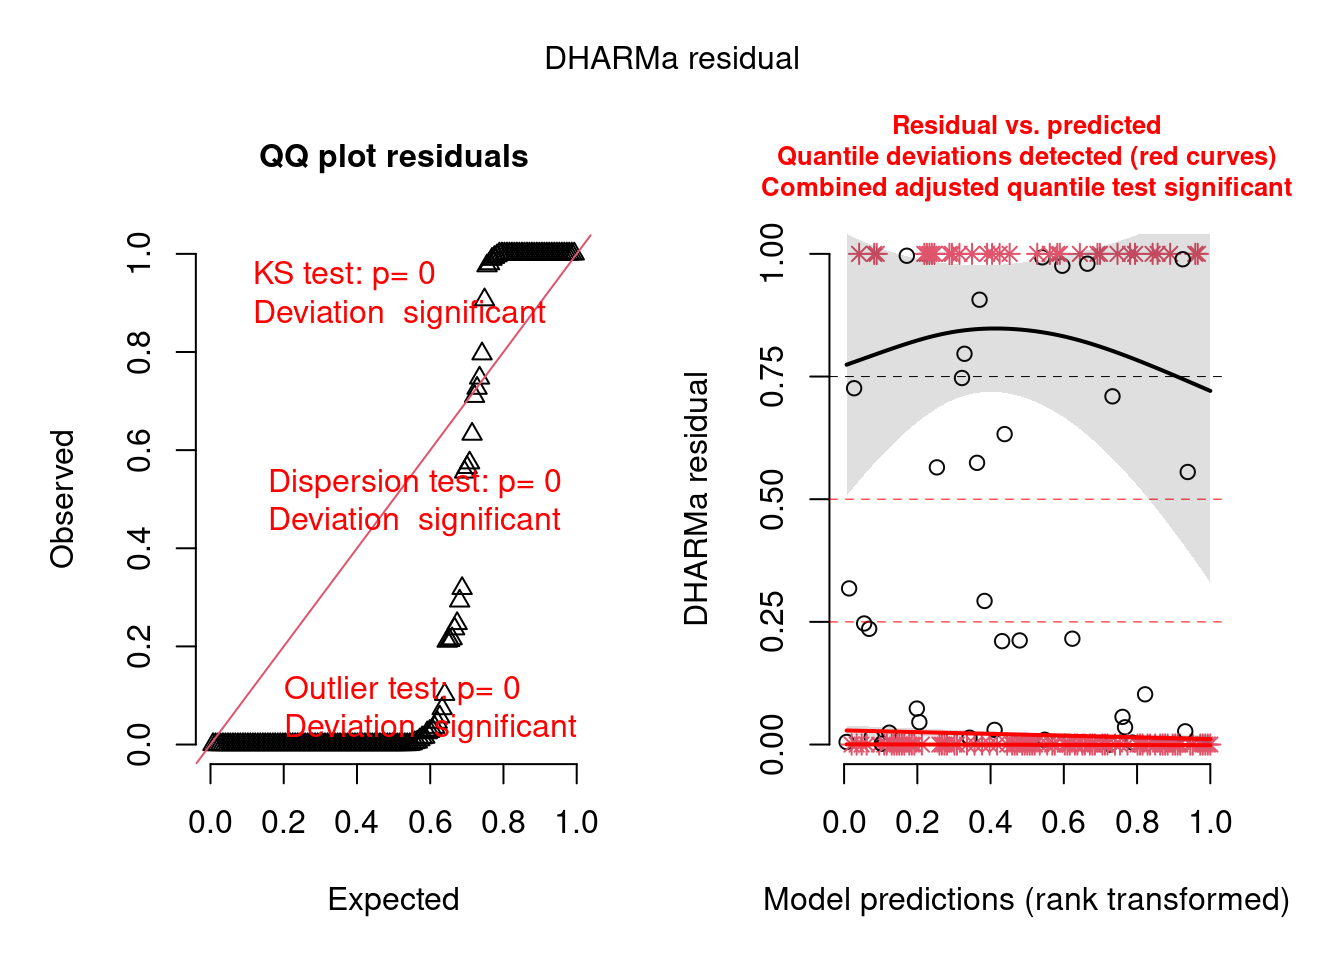 DHARMa residual
QQ plot residuals
KS test: p= 0
Deviation  significant
Dispersion test: p= 0
Deviation  significant
Outlier test: p= 0
Deviation  significant
Observed
0.0 0.2 0.4 0.6 0.8 1.0
0.0 0.2 0.4 0.6 0.8 1.0
Expected
Residual vs. predicted
Quantile deviations detected (red curves)
Combined adjusted quantile test significant
DHARMa residual
0.00 0.25 0.50 0.75 1.00
0.0 0.2 0.4 0.6 0.8 1.0
Model predictions (rank transformed)